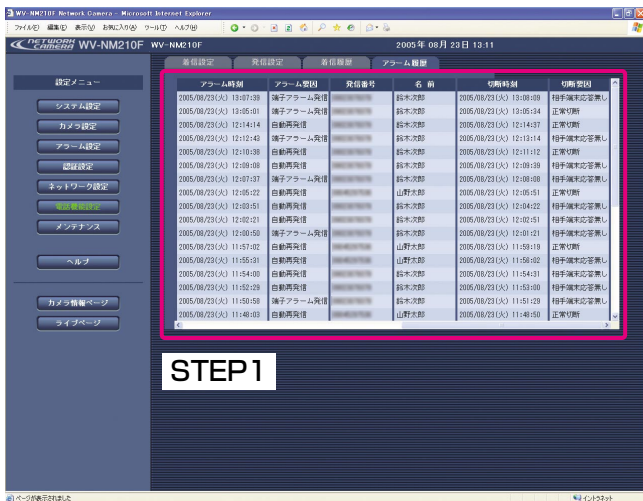 WV-NM210F Network Camera - Microsoft Internet Explorer
ファイル(F) 編集(E) 表示(V) お気に入り(A) ツール(T) ヘルプ(H)
NETWORK CAMERA WV-NM210F WV-NM210F 2005年 08月 23日 13:11
着信設定 発信設定 着信履歴 アラーム履歴
設定メニュー
システム設定
カメラ設定
アラーム設定
認証設定
ネットワーク設定
電話機能設定
メンテナンス
ヘルプ
カメラ情報ページ
ライブページ
アラーム時刻 アラーム要因 発信番号 名 前 切断時刻 切断要因
2005/08/23(火) 13:07:39 端子アラーム発信 鈴木次郎 2005/08/23(火) 13:08:09 相手端末応答無し
2005/08/23(火) 13:05:01 端子アラーム発信 鈴木次郎 2005/08/23(火) 13:05:34 正常切断
2005/08/23(火) 12:14:14 自動再発信 鈴木次郎 2005/08/23(火) 12:14:37 正常切断
2005/08/23(火) 12:12:43 端子アラーム発信 鈴木次郎 2005/08/23(火) 12:13:14 相手端末応答無し
2005/08/23(火) 12:10:38 自動再発信 鈴木次郎 2005/08/23(火) 12:11:12 正常切断
2005/08/23(火) 12:09:08 自動再発信 鈴木次郎 2005/08/23(火) 12:09:39 相手端末応答無し
2005/08/23(火) 12:07:37 端子アラーム発信 鈴木次郎 2005/08/23(火) 12:08:08 相手端末応答無し
2005/08/23(火) 12:05:22 自動再発信 山野太郎 2005/08/23(火) 12:05:51 正常切断
2005/08/23(火) 12:03:51 自動再発信 鈴木次郎 2005/08/23(火) 12:04:22 相手端末応答無し
2005/08/23(火) 12:02:21 自動再発信 鈴木次郎 2005/08/23(火) 12:02:51 相手端末応答無し
2005/08/23(火) 12:00:50 端子アラーム発信 鈴木次郎 2005/08/23(火) 12:01:21 相手端末応答無し
2005/08/23(火) 11:57:02 自動再発信 山野太郎 2005/08/23(火) 11:59:19 正常切断
2005/08/23(火) 11:55:31 自動再発信 山野太郎 2005/08/23(火) 11:56:02 相手端末応答無し
2005/08/23(火) 11:54:00 自動再発信 鈴木次郎 2005/08/23(火) 11:54:31 相手端末応答無し
2005/08/23(火) 11:52:29 自動再発信 鈴木次郎 2005/08/23(火) 11:53:00 相手端末応答無し
2005/08/23(火) 11:50:58 端子アラーム発信 鈴木次郎 2005/08/23(火) 11:51:29 相手端末応答無し
2005/08/23(火) 11:48:03 自動再発信 山野太郎 2005/08/23(火) 11:48:50 正常切断
STEP1
ページが表示されました イントラネット